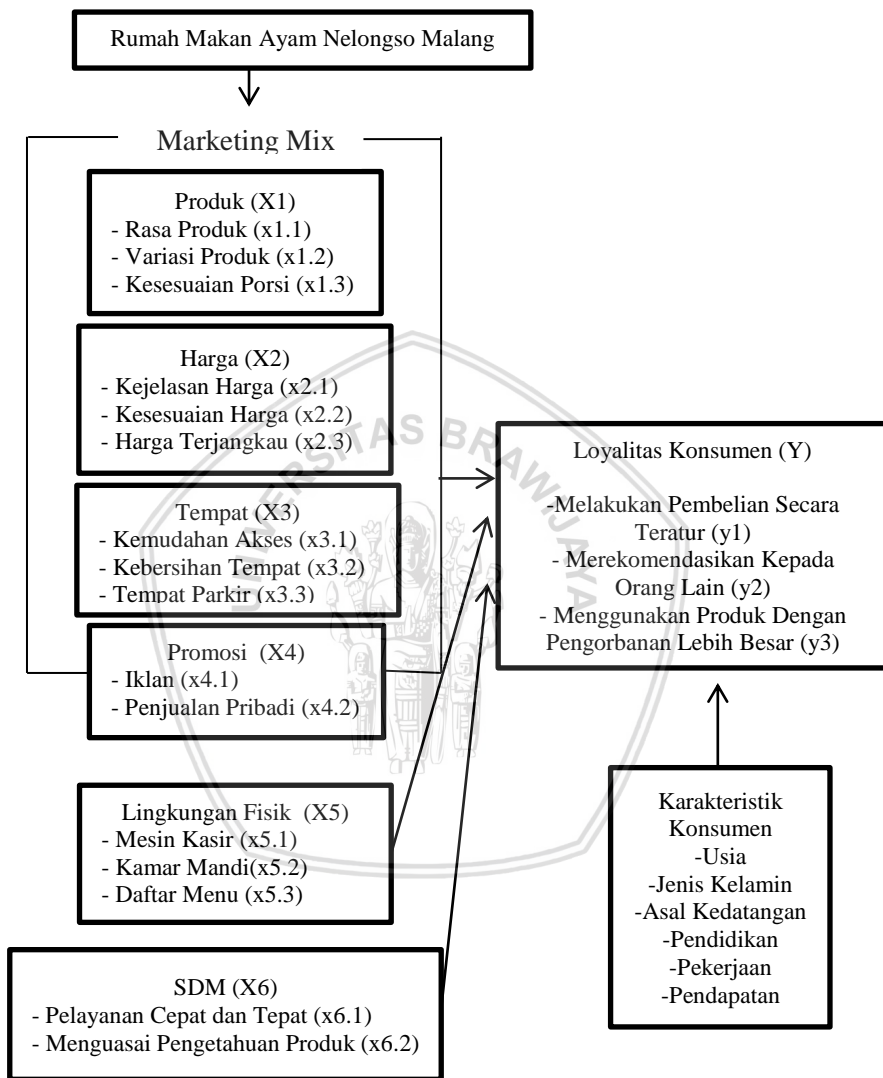 Rumah Makan Ayam Nelongso Malang
Marketing Mix
Produk (X1)
- Rasa Produk (x1.1)
- Variasi Produk (x1.2)
- Kesesuaian Porsi (x1.3)
Harga (X2)
- Kejelasan Harga (x2.1)
- Kesesuaian Harga (x2.2)
- Harga Terjangkau (x2.3)
Tempat (X3)
- Kemudahan Akses (x3.1)
- Kebersihan Tempat (x3.2)
- Tempat Parkir (x3.3)
Promosi (X4)
- Iklan (x4.1)
- Penjualan Pribadi (x4.2)
Lingkungan Fisik (X5)
- Mesin Kasir (x5.1)
- Kamar Mandi(x5.2)
- Daftar Menu (x5.3)
SDM (X6)
- Pelayanan Cepat dan Tepat (x6.1)
- Menguasai Pengetahuan Produk (x6.2)
Loyalitas Konsumen (Y)
-Melakukan Pembelian Secara
Teratur (y1)
- Merekomendasikan Kepada
Orang Lain (y2)
- Menggunakan Produk Dengan
Pengorbanan Lebih Besar (y3)
Karakteristik
Konsumen
-Usia
-Jenis Kelamin
-Asal Kedatangan
-Pendidikan
-Pekerjaan
-Pendapatan
UNIVERSITAS BRAWIJAYA